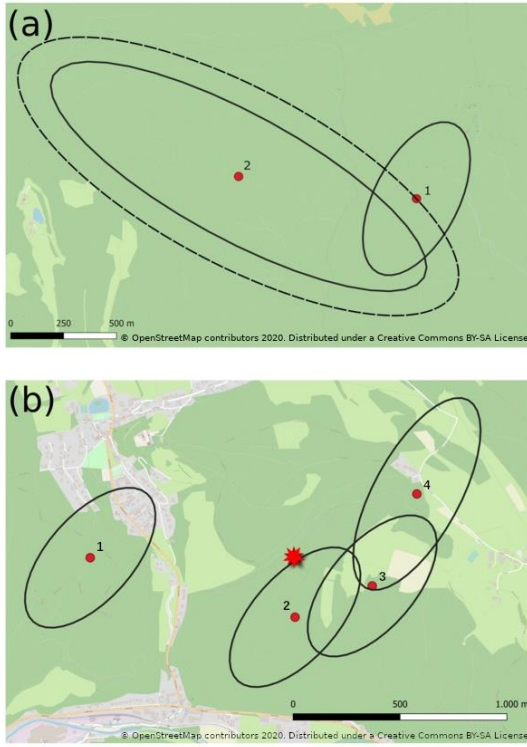 (a)
2
1
0 250 500 m
© OpenStreetMap contributors 2020. Distributed under a Creative Commons BY-SA License
(b)
4
1
3
2
0 500 1.000 m
© OpenStreetMap contributors 2020. Distributed under a Creative Commons BY-SA License